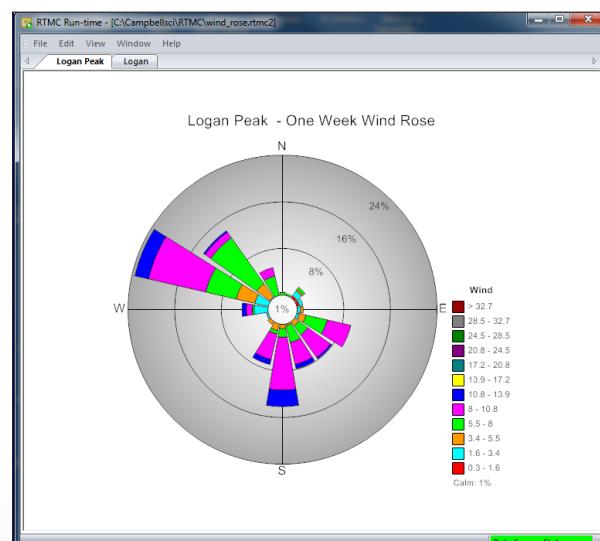 RTMC Run-time - [C:\Campbellsci\RTMC\wind_rose.rtmc2]
File Edit View Window Help
Logan Peak Logan
Logan Peak - One Week Wind Rose
N
24%
16%
8%
W 1% E
S
Wind
> 32.7
28.5 - 32.7
24.5 - 28.5
20.8 - 24.5
17.2 - 20.8
13.9 - 17.2
10.8 - 13.9
8 - 10.8
5.5 - 8
3.4 - 5.5
1.6 - 3.4
0.3 - 1.6
Calm: 1%